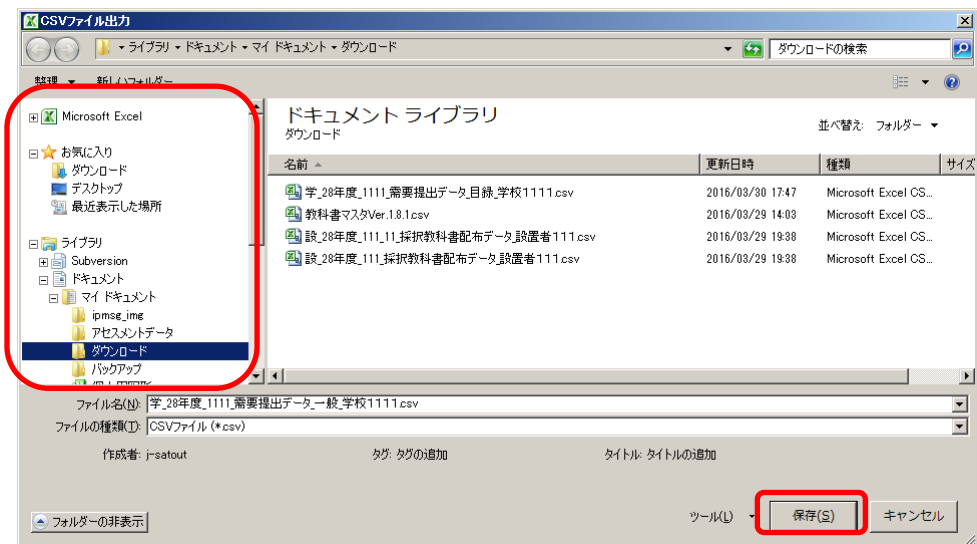 CSVファイル出力
ライブラリ ▾ ドキュメント ▾ マイ ドキュメント ▾ ダウンロード
ダウンロードの検索
整理 ▾ 新しいフォルダー
Microsoft Excel
お気に入り
ダウンロード
デスクトップ
最近表示した場所
ライブラリ
Subversion
ドキュメント
マイ ドキュメント
ipmsg_img
アセスメントデータ
ダウンロード
バックアップ
ドキュメント ライブラリ
ダウンロード
並べ替え: フォルダー ▾
名前 更新日時 種類 サイズ
学_28年度_1111_需要提出データ_目録_学校1111.csv 2016/03/30 17:47 Microsoft Excel CS...
教科書マスタVer.1.8.1.csv 2016/03/29 14:03 Microsoft Excel CS...
設_28年度_111_11_採択教科書配布データ_設置者111.csv 2016/03/29 19:38 Microsoft Excel CS...
設_28年度_111_採択教科書配布データ_設置者111.csv 2016/03/29 19:38 Microsoft Excel CS...
ファイル名(N): 学_28年度_1111_需要提出データ_一般_学校1111.csv
ファイルの種類(T): CSVファイル (*.csv)
作成者: j-satout タグ: タグの追加 タイトル: タイトルの追加
フォルダーの非表示 ツール(L) ▾ 保存(S) キャンセル